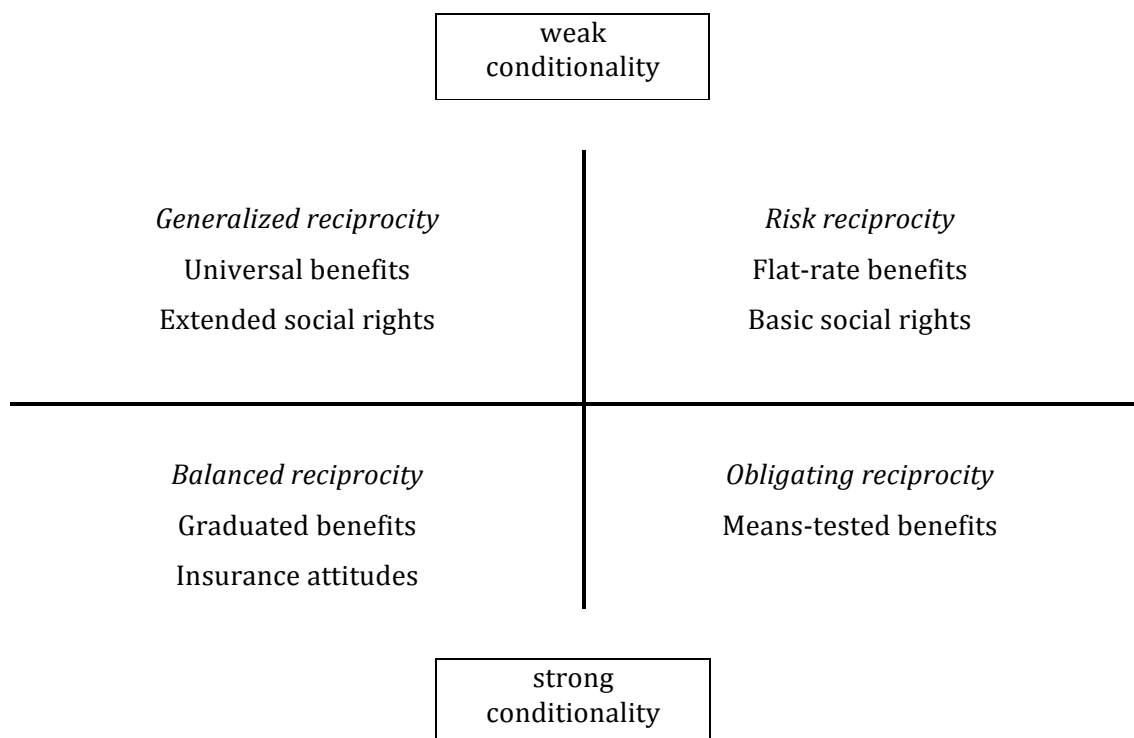 weak
conditionality
Generalized reciprocity
Universal benefits
Extended social rights
Risk reciprocity
Flat-rate benefits
Basic social rights
Balanced reciprocity
Graduated benefits
Insurance attitudes
Obligating reciprocity
Means-tested benefits
strong
conditionality